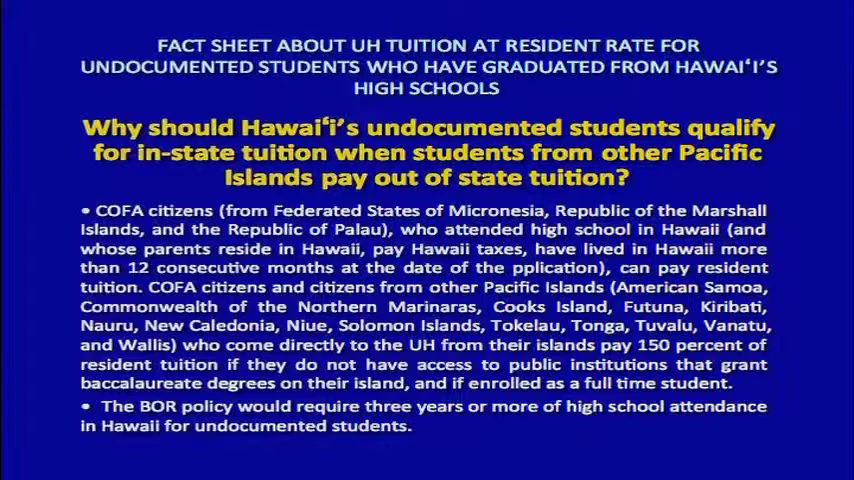 FACT SHEET ABOUT UH TUITION AT RESIDENT RATE FOR
UNDOCUMENTED STUDENTS WHO HAVE GRADUATED FROM HAWAIʻI’S
HIGH SCHOOLS
Why should Hawaiʻi’s undocumented students qualify
for in-state tuition when students from other Pacific
Islands pay out of state tuition?
• COFA citizens (from Federated States of Micronesia, Republic of the Marshall
Islands, and the Republic of Palau), who attended high school in Hawaii (and
whose parents reside in Hawaii, pay Hawaii taxes, have lived in Hawaii more
than 12 consecutive months at the date of the pplication), can pay resident
tuition. COFA citizens and citizens from other Pacific Islands (American Samoa,
Commonwealth of the Northern Marinaras, Cooks Island, Futuna, Kiribati,
Nauru, New Caledonia, Niue, Solomon Islands, Tokelau, Tonga, Tuvalu, Vanatu,
and Wallis) who come directly to the UH from their islands pay 150 percent of
resident tuition if they do not have access to public institutions that grant
baccalaureate degrees on their island, and if enrolled as a full time student.
• The BOR policy would require three years or more of high school attendance
in Hawaii for undocumented students.